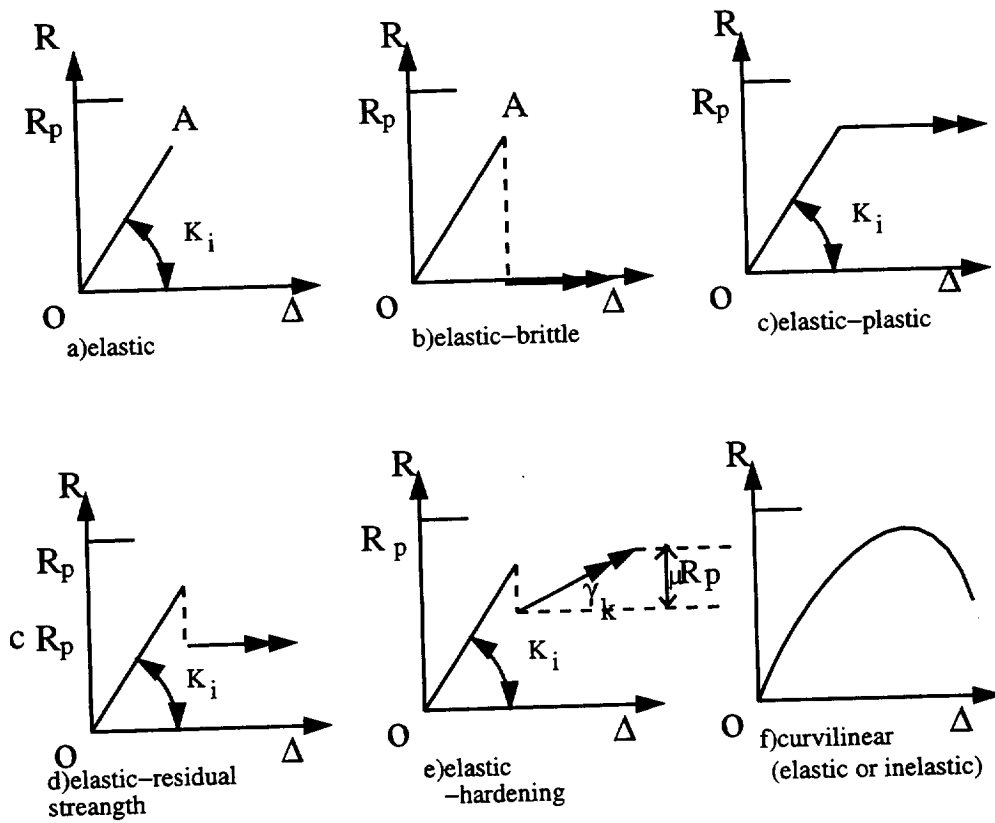 R
Rp
A
Ki
O
Δ
a)elastic
R
Rp
A
O
Δ
b)elastic–brittle
R
Rp
Ki
O
Δ
c)elastic–plastic
R
Rp
c Rp
Ki
O
Δ
d)elastic–residual
streangth
R
Rp
γk
μRp
Ki
O
Δ
e)elastic
–hardening
R
O
Δ
f)curvilinear
(elastic or inelastic)